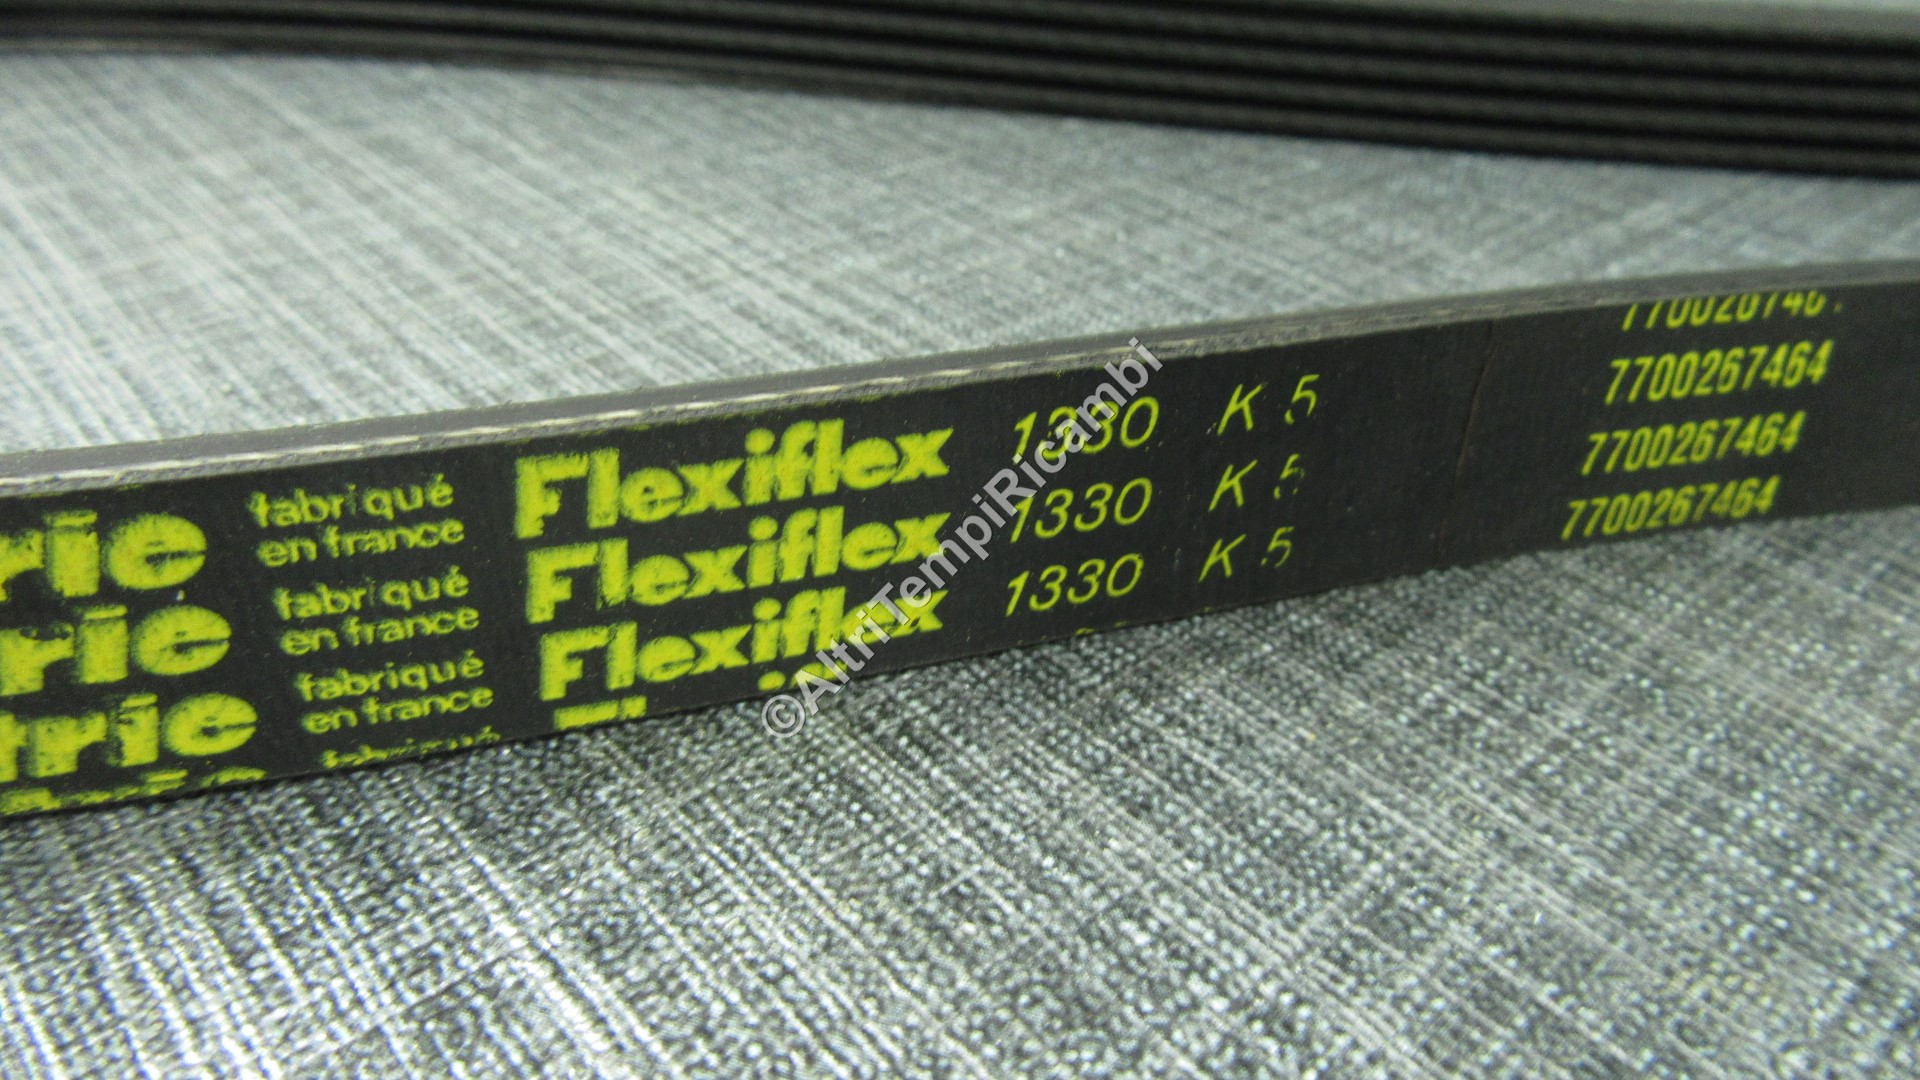 fabriqué
en france
Flexiflex 1330 K 5
7700267464
fabriqué
en france
Flexiflex 1330 K 5
7700267464
fabriqué
en france
Flexiflex 1330 K 5
7700267464
©AltriTempiRicambi